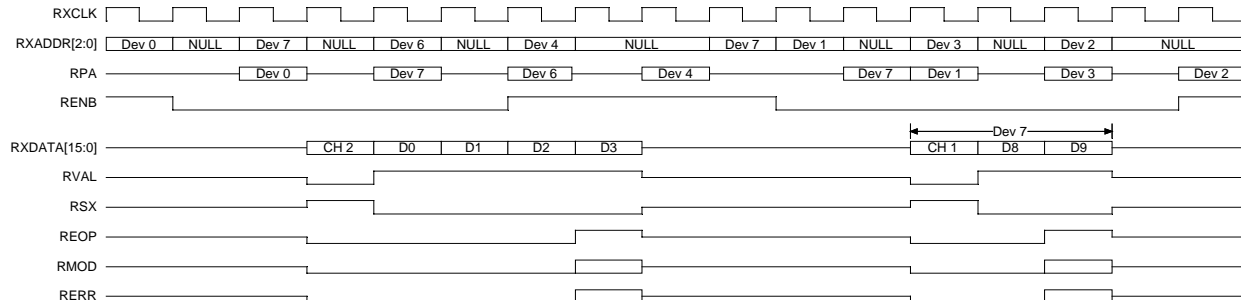 RXCLK
RXADDR[2:0] Dev 0 NULL Dev 7 NULL Dev 6 NULL Dev 4 NULL Dev 7 Dev 1 NULL Dev 3 NULL Dev 2 NULL
RPA Dev 0 Dev 7 Dev 6 Dev 4 Dev 7 Dev 1 Dev 3 Dev 2
RENB
Dev 7
RXDATA[15:0] CH 2 D0 D1 D2 D3 CH 1 D8 D9
RVAL
RSX
REOP
RMOD
RERR